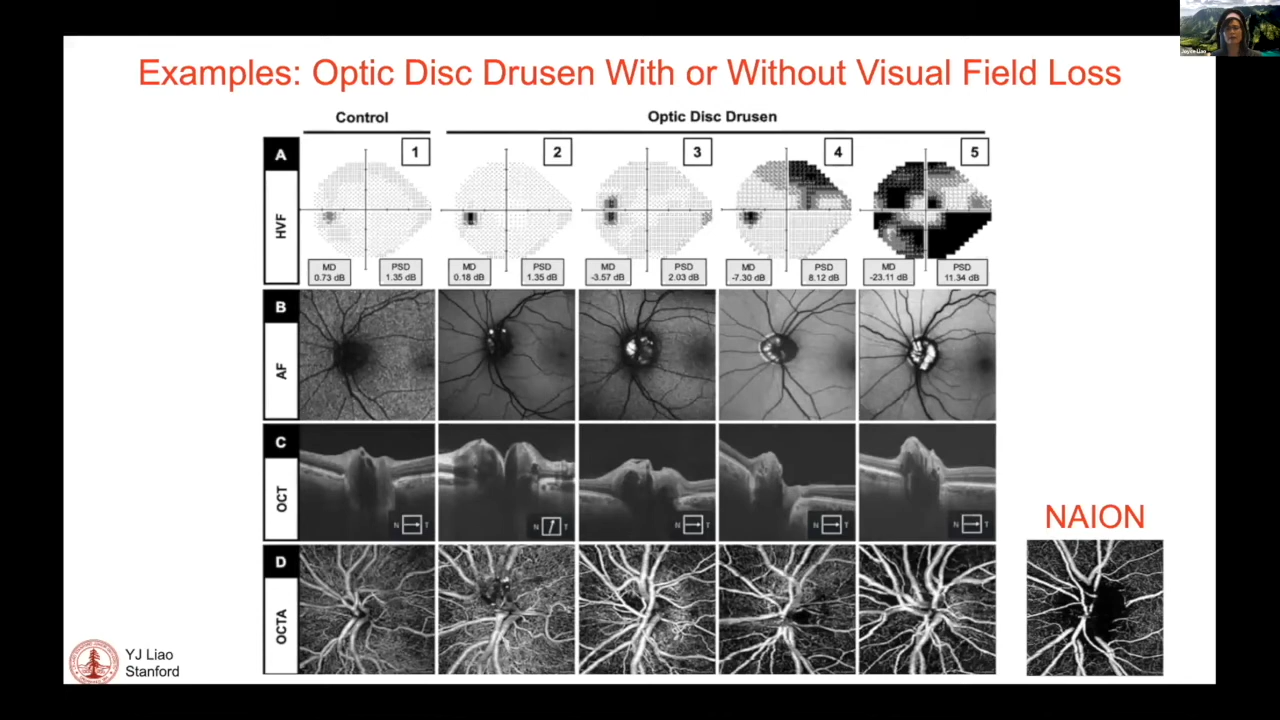 Joyce Liao
Examples: Optic Disc Drusen With or Without Visual Field Loss
Control
Optic Disc Drusen
A
HVF
1
2
3
4
5
MD
0.73 dB
PSD
1.35 dB
MD
0.18 dB
PSD
1.35 dB
MD
-3.57 dB
PSD
2.03 dB
MD
-7.30 dB
PSD
8.12 dB
MD
-23.11 dB
PSD
11.34 dB
B
AF
C
OCT
N T
N T
N T
N T
N T
D
OCTA
NAION
YJ Liao
Stanford